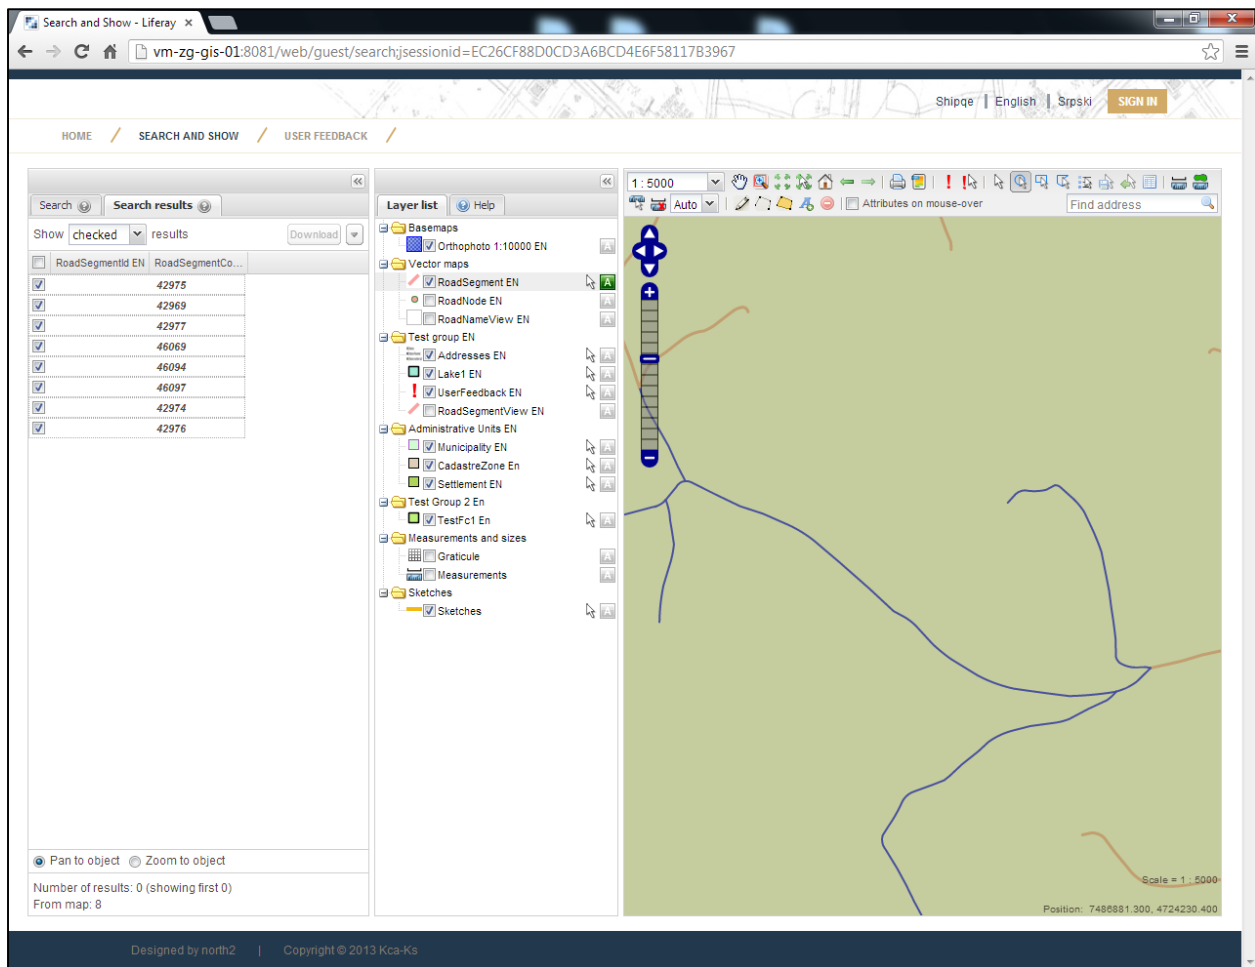 Search and Show - Liferay
vm-zg-gis-01:8081/web/guest/search;jsessionid=EC26CF88D0CD3A6BCD4E6F58117B3967
Shipqe | English | Srpski SIGN IN
HOME / SEARCH AND SHOW / USER FEEDBACK /
Search Search results
Show checked results Download
RoadSegmentId EN RoadSegmentCo...
42975
42969
42977
46069
46094
46097
42974
42976
Pan to object Zoom to object
Number of results: 0 (showing first 0)
From map: 8
Layer list Help
Basemaps
Orthophoto 1:10000 EN
Vector maps
RoadSegment EN
RoadNode EN
RoadNameView EN
Test group EN
Addresses EN
Lake1 EN
UserFeedback EN
RoadSegmentView EN
Administrative Units EN
Municipality EN
CadastreZone En
Settlement EN
Test Group 2 En
TestFc1 En
Measurements and sizes
Graticule
Measurements
Sketches
Sketches
1 : 5000
Auto Attributes on mouse-over Find address
Scale = 1 : 5000
Position: 7486881.300, 4724230.400
Designed by north2 | Copyright © 2013 Kca-Ks